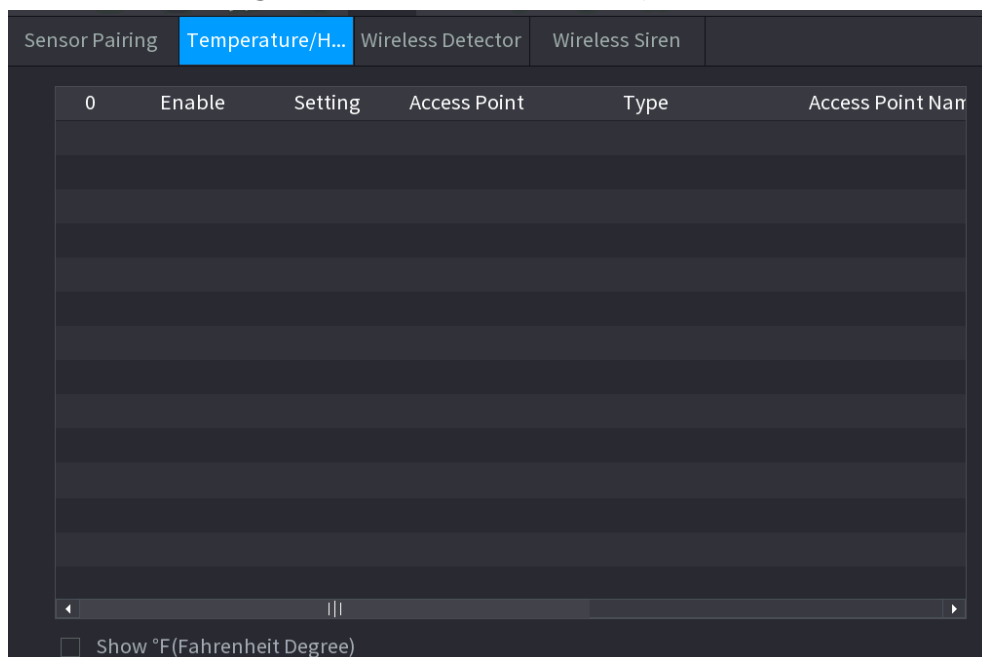 Sensor Pairing Temperature/H... Wireless Detector Wireless Siren
0 Enable Setting Access Point Type Access Point Nam
Show °F(Fahrenheit Degree)